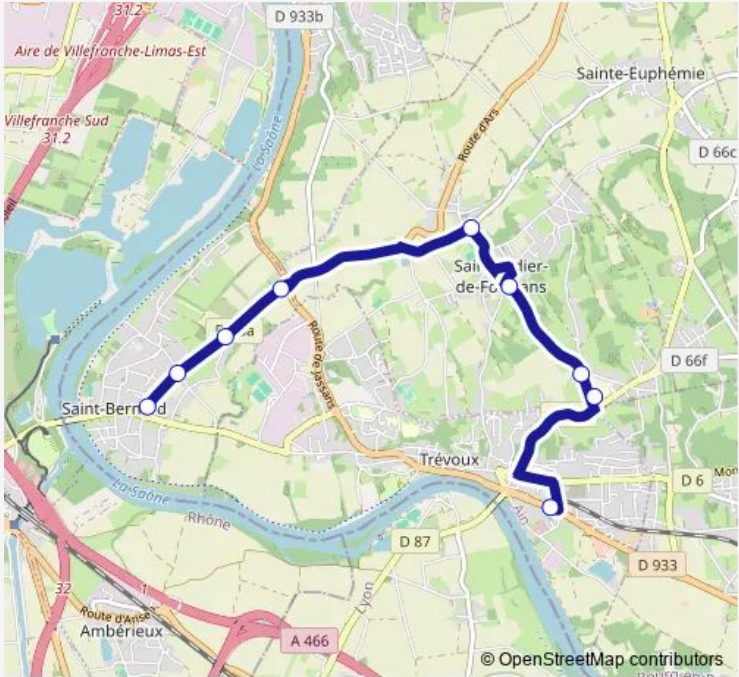 31.2
D 933b
Aire de Villefranche-Limas-Est
Sainte-Euphémie
La Saône
Route d'Ars
Villefranche Sud
31.2
D 66c
Route de Jassans
D 66f
Saint-Bernard
Trévoux
D 6
La Saône
Rhône
Ain
D 87
D 933
32
1
Lyon
Route d'Anse
Ambérieux
A 466
© OpenStreetMap contributors